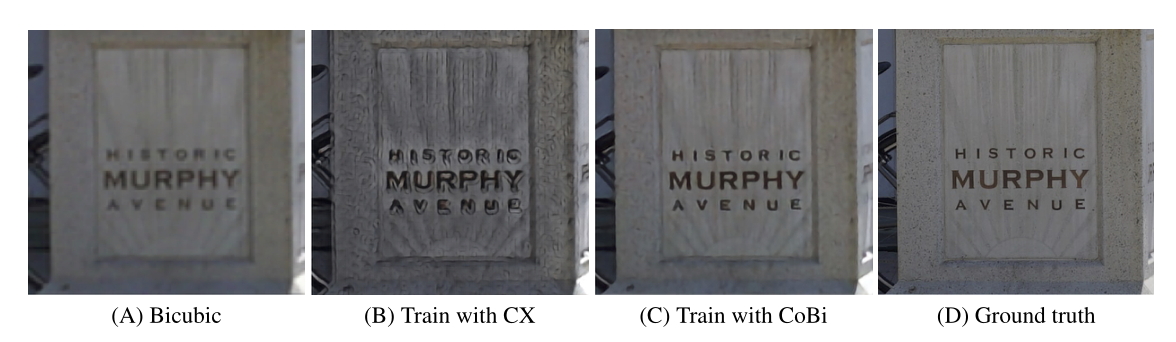 HISTORIC
MURPHY
AVENUE
HISTORIC
MURPHY
AVENUE
HISTORIC
MURPHY
AVENUE
HISTORIC
MURPHY
AVENUE
(A) Bicubic
(B) Train with CX
(C) Train with CoBi
(D) Ground truth